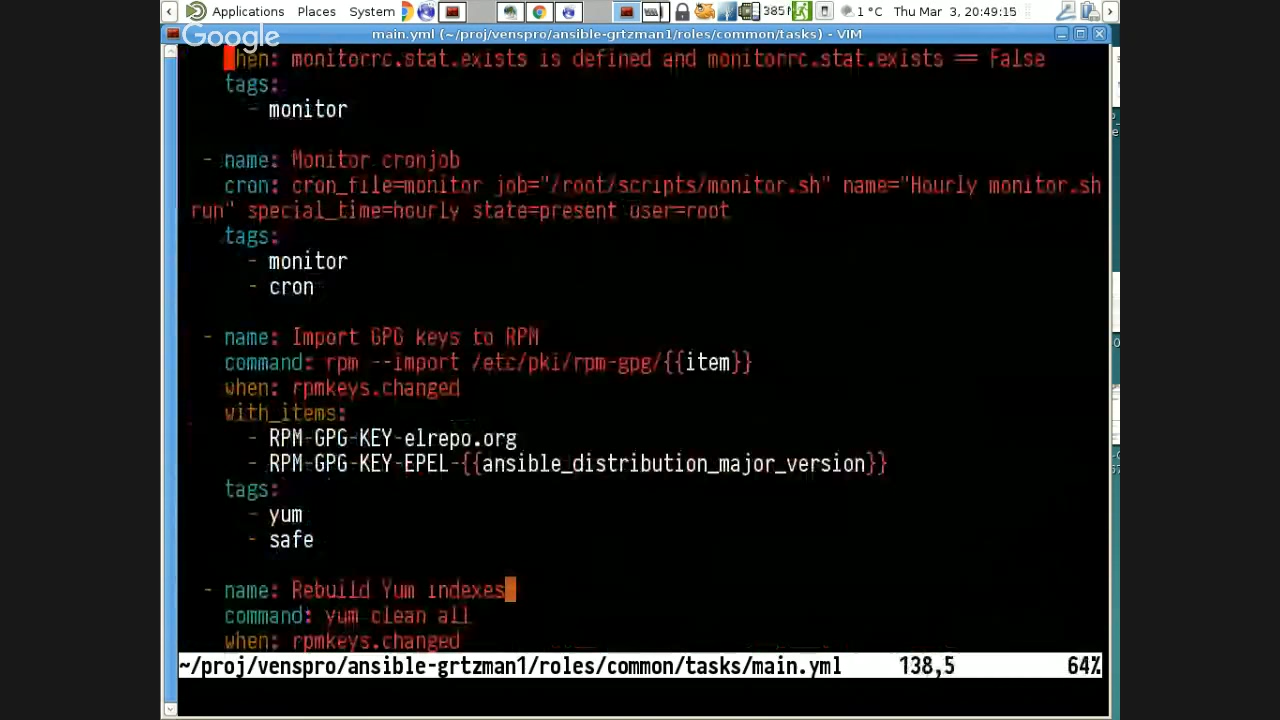 Applications Places System 385 1 °C Thu Mar 3, 20:49:15
Google
main.yml (~/proj/venspro/ansible-grtzman1/roles/common/tasks) - VIM
when: monitorrc.stat.exists is defined and monitorrc.stat.exists == False
tags:
- monitor
- name: Monitor cronjob
cron: cron_file=monitor job="/root/scripts/monitor.sh" name="Hourly monitor.sh
run" special_time=hourly state=present user=root
tags:
- monitor
- cron
- name: Import GPG keys to RPM
command: rpm --import /etc/pki/rpm-gpg/{{item}}
when: rpmkeys.changed
with_items:
- RPM-GPG-KEY-elrepo.org
- RPM-GPG-KEY-EPEL-{{ansible_distribution_major_version}}
tags:
- yum
- safe
- name: Rebuild Yum indexes
command: yum clean all
when: rpmkeys.changed
~/proj/venspro/ansible-grtzman1/roles/common/tasks/main.yml 138,5 64%